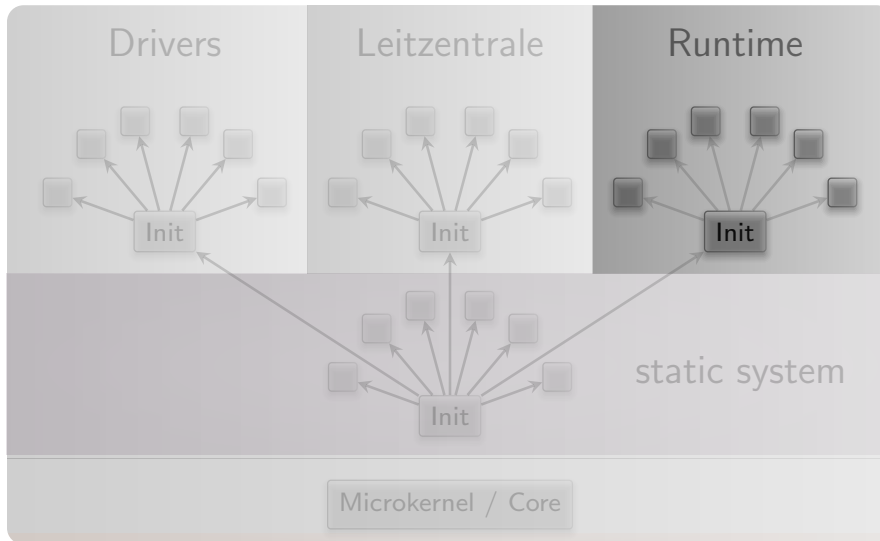 Drivers
Leitzentrale
Runtime
Init
Init
Init
static system
Init
Microkernel / Core